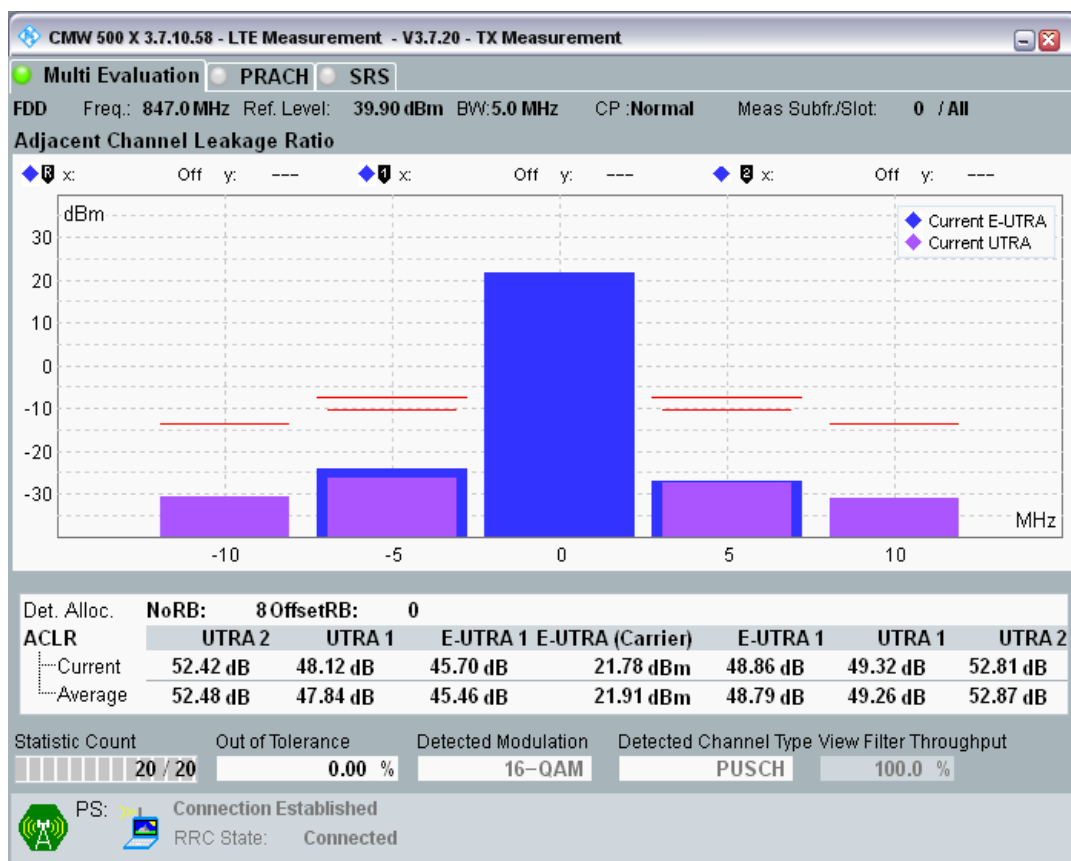 CMW 500 X 3.7.10.58 - LTE Measurement - V3.7.20 - TX Measurement
Multi Evaluation PRACH SRS
FDD Freq.: 847.0 MHz Ref. Level: 39.90 dBm BW:5.0 MHz CP :Normal Meas Subfr./Slot: 0 / All
Adjacent Channel Leakage Ratio
R x: Off y: --- 1 x: Off y: --- 2 x: Off y: ---
dBm
Current E-UTRA
Current UTRA
30
20
10
0
-10
-20
-30
MHz
-10 -5 0 5 10
Det. Alloc. NoRB: 8 OffsetRB: 0
ACLR UTRA 2 UTRA 1 E-UTRA 1 E-UTRA (Carrier) E-UTRA 1 UTRA 1 UTRA 2
Current 52.42 dB 48.12 dB 45.70 dB 21.78 dBm 48.86 dB 49.32 dB 52.81 dB
Average 52.48 dB 47.84 dB 45.46 dB 21.91 dBm 48.79 dB 49.26 dB 52.87 dB
Statistic Count Out of Tolerance Detected Modulation Detected Channel Type View Filter Throughput
20 / 20 0.00 % 16-QAM PUSCH 100.0 %
PS: Connection Established
RRC State: Connected